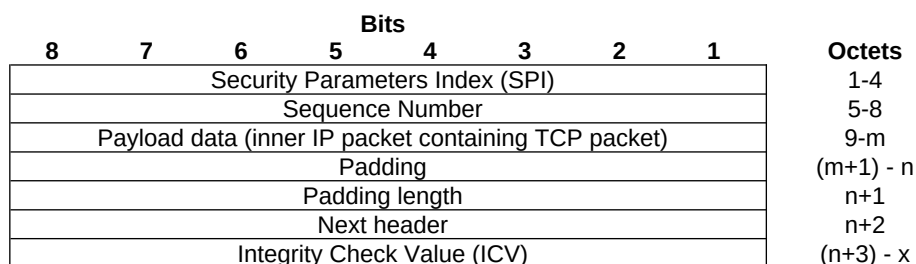 Bits
8 7 6 5 4 3 2 1 Octets
Security Parameters Index (SPI) 1-4
Sequence Number 5-8
Payload data (inner IP packet containing TCP packet) 9-m
Padding (m+1) - n
Padding length n+1
Next header n+2
Integrity Check Value (ICV) (n+3) - x